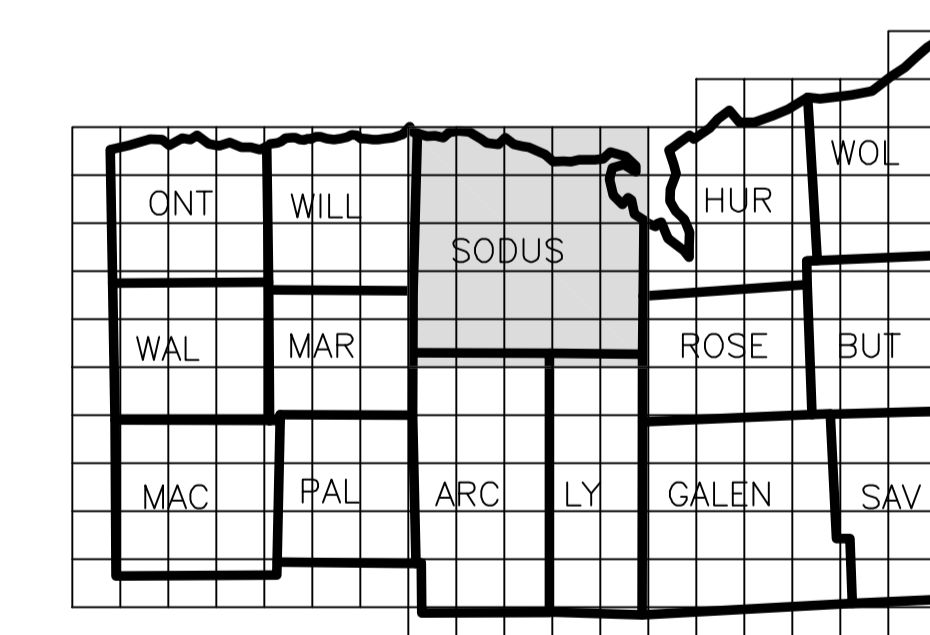 WOL
ONT
WILL
HUR
SODUS
WAL
MAR
ROSE
BUT
MAC
PAL
ARC
LY
GALEN
SAV